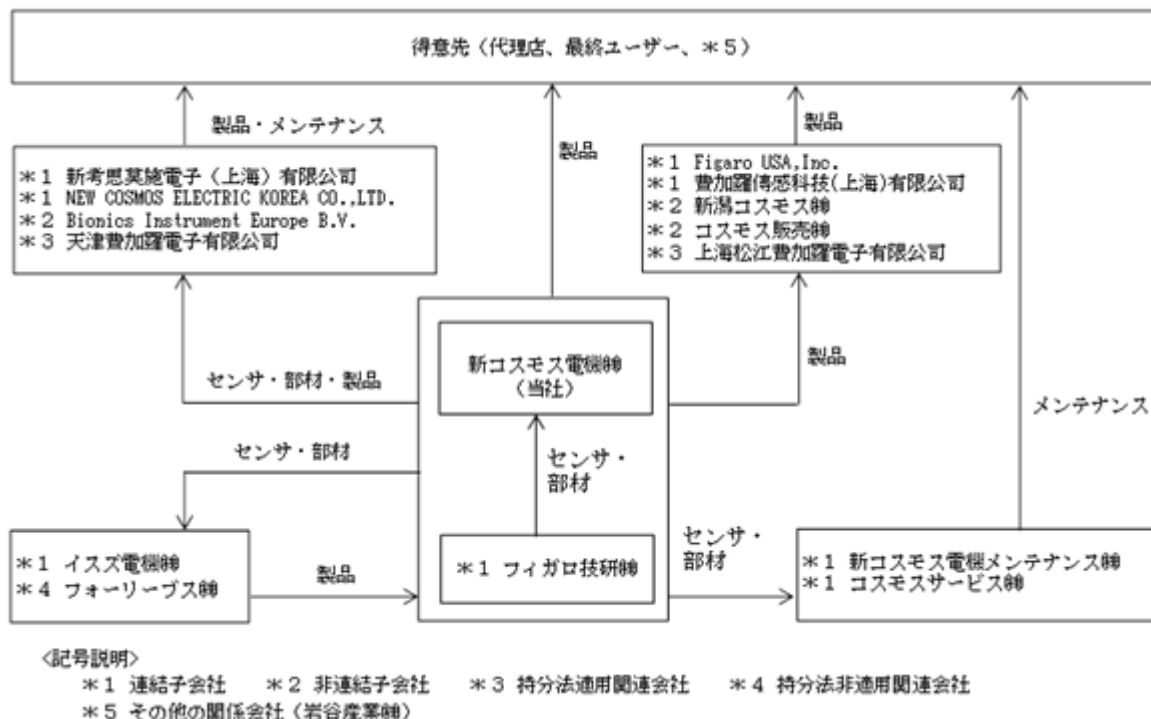 得意先（代理店、最終ユーザー、＊５）
製品・メンテナンス
製品
製品
＊１ 新考思莫施電子（上海）有限公司
＊１ NEW COSMOS ELECTRIC KOREA CO.,LTD.
＊２ Bionics Instrument Europe B.V.
＊３ 天津費加羅電子有限公司
＊１ Figaro USA,Inc.
＊１ 費加羅傳感科技(上海)有限公司
＊２ 新潟コスモス㈱
＊２ コスモス販売㈱
＊３ 上海松江費加羅電子有限公司
新コスモス電機㈱
（当社）
センサ・部材・製品
製品
メンテナンス
センサ・部材
センサ・
部材
センサ・
部材
＊１ イスズ電機㈱
＊４ フォーリーブス㈱
製品
＊１ フィガロ技研㈱
＊１ 新コスモス電機メンテナンス㈱
＊１ コスモスサービス㈱
〈記号説明〉
＊１ 連結子会社　＊２ 非連結子会社　＊３ 持分法適用関連会社　＊４ 持分法非適用関連会社
＊５ その他の関係会社（岩谷産業㈱）